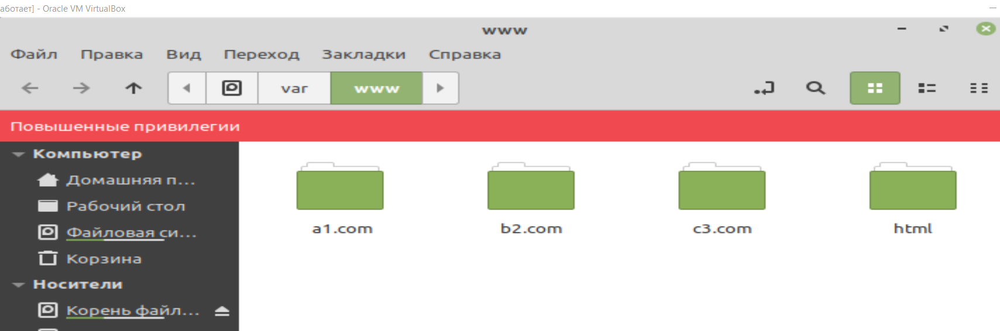 аботает] - Oracle VM VirtualBox
www
Файл Правка Вид Переход Закладки Справка
var www
Повышенные привилегии
Компьютер
Домашняя п...
Рабочий стол
Файловая си...
Корзина
Носители
Корень файл...
a1.com b2.com c3.com html